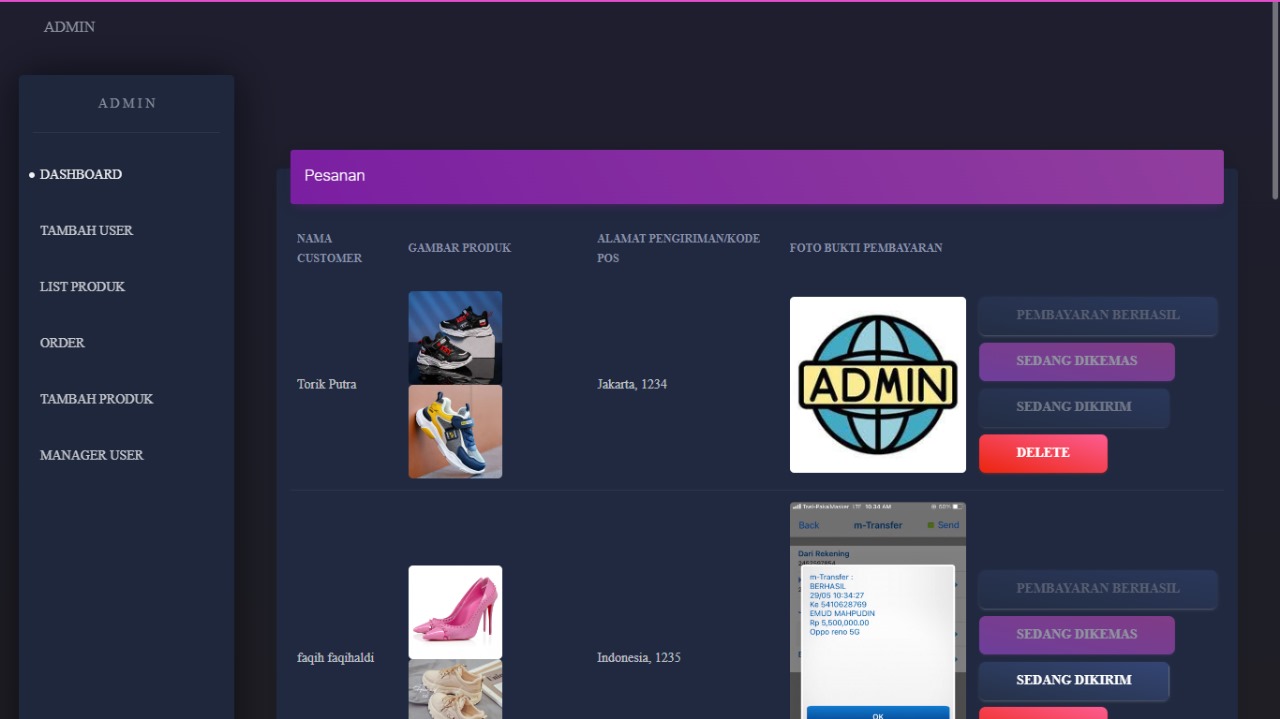 ADMIN
ADMIN
DASHBOARD
TAMBAH USER
LIST PRODUK
ORDER
TAMBAH PRODUK
MANAGER USER
Pesanan
NAMA
CUSTOMER
GAMBAR PRODUK
ALAMAT PENGIRIMAN/KODE
POS
FOTO BUKTI PEMBAYARAN
Torik Putra
Jakarta, 1234
ADMIN
PEMBAYARAN BERHASIL
SEDANG DIKEMAS
SEDANG DIKIRIM
DELETE
faqih faqihaldi
Indonesia, 1235
10.34 AM
Back
m-Transfer
Send
Dari Rekening
m-Transfer :
BERHASIL
29/05 10:34:27
Ke 5410628769
EMUD MAHPUDIN
Rp 5,500,000.00
Oppo reno 5G
OK
PEMBAYARAN BERHASIL
SEDANG DIKEMAS
SEDANG DIKIRIM